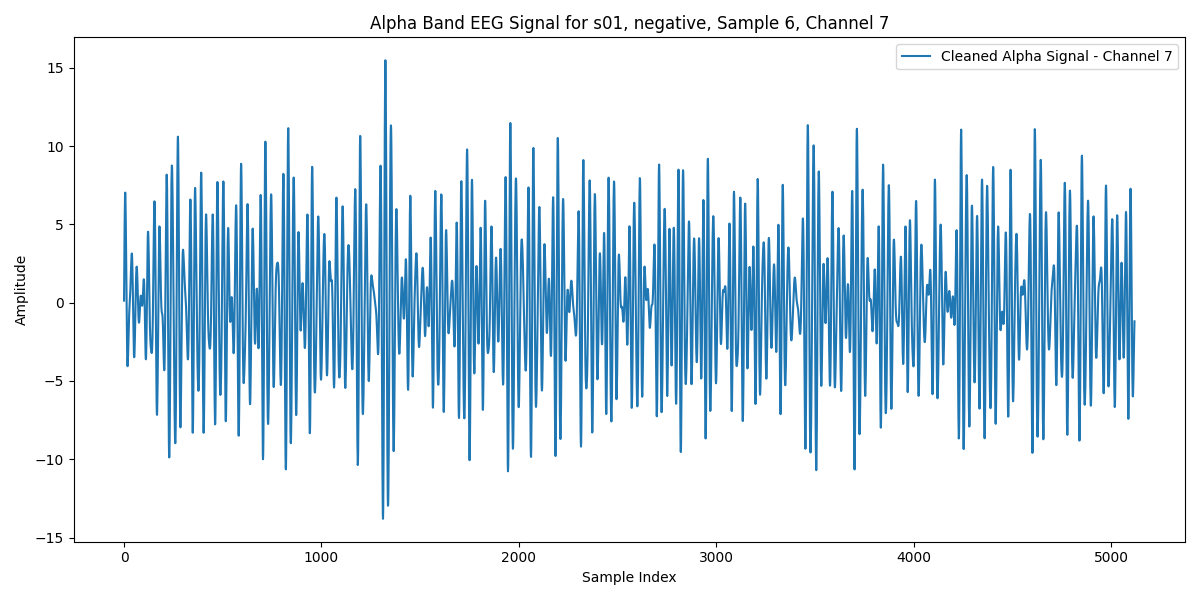 Alpha Band EEG Signal for s01, negative, Sample 6, Channel 7
Cleaned Alpha Signal - Channel 7
Amplitude
15
10
5
0
−5
−10
−15
0 1000 2000 3000 4000 5000
Sample Index